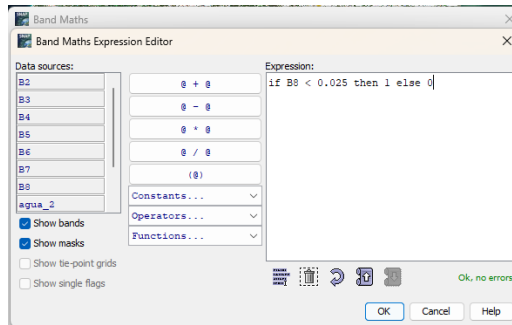 Band Maths
Band Maths Expression Editor
Data sources:
B2
B3
B4
B5
B6
B7
B8
agua_2
Show bands
Show masks
Show tie-point grids
Show single flags
@ + @
@ - @
@ * @
@ / @
(@)
Constants...
Operators...
Functions...
Expression:
if B8 < 0.025 then 1 else 0
Ok, no errors
OK
Cancel
Help